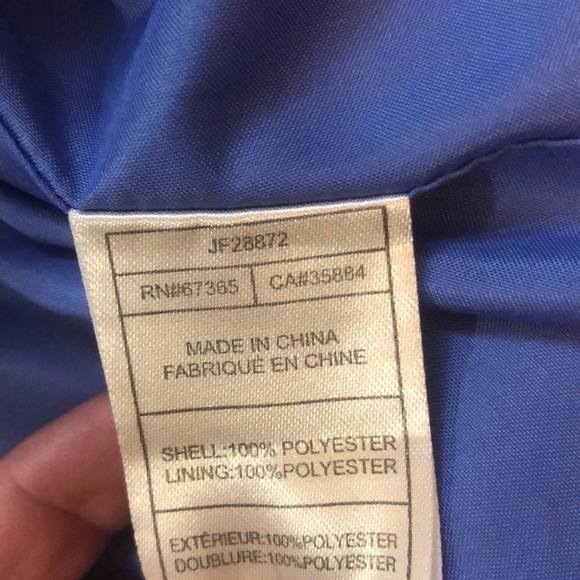 JF28872
RN#67365 CA#35884
MADE IN CHINA
FABRIQUÉ EN CHINE
SHELL:100% POLYESTER
LINING:100%POLYESTER
EXTÉRIEUR:100%POLYESTER
DOUBLURE:100%POLYESTER